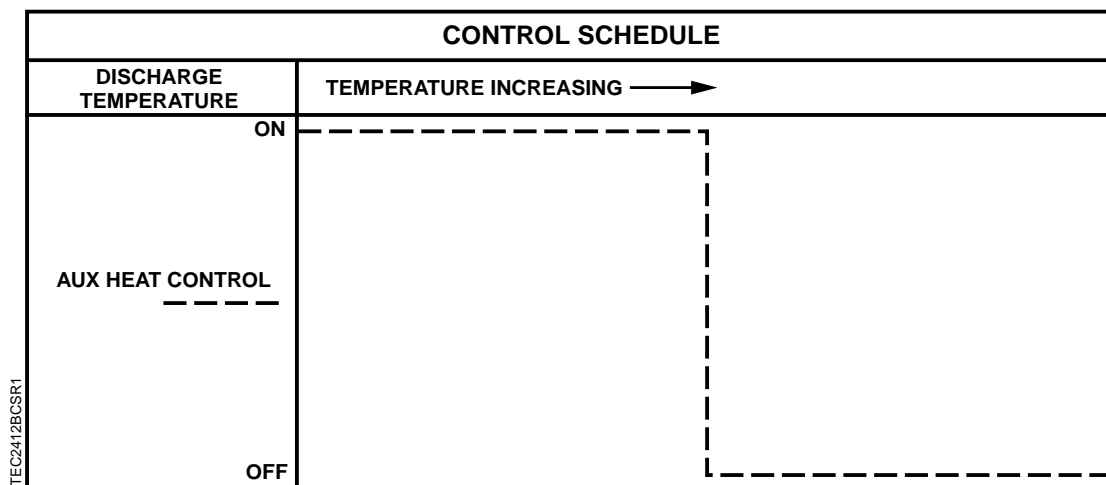 CONTROL SCHEDULE
DISCHARGE
TEMPERATURE
TEMPERATURE INCREASING
ON
AUX HEAT CONTROL
OFF
TEC2412BCSR1